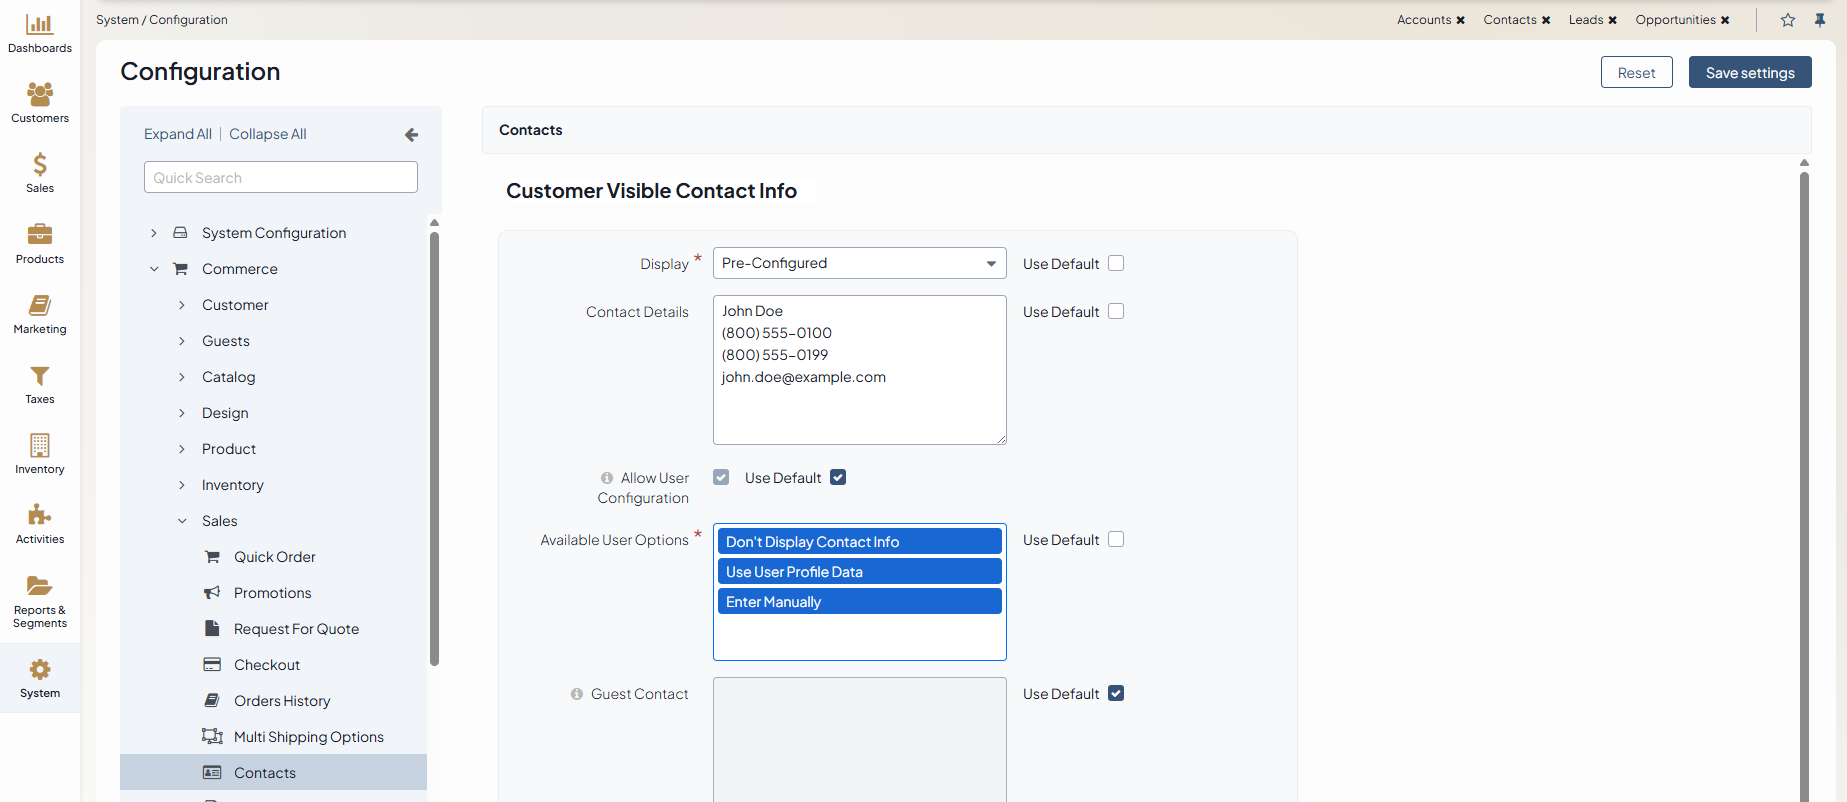 System / Configuration
Accounts ✖ Contacts ✖ Leads ✖ Opportunities ✖
Dashboards
Customers
Sales
Products
Marketing
Taxes
Inventory
Activities
Reports &
Segments
System
Configuration
Reset
Save settings
Expand All | Collapse All
Quick Search
System Configuration
Commerce
Customer
Guests
Catalog
Design
Product
Inventory
Sales
Quick Order
Promotions
Request For Quote
Checkout
Orders History
Multi Shipping Options
Contacts
Contacts
Customer Visible Contact Info
Display * Pre-Configured Use Default
Contact Details Use Default
John Doe
(800) 555-0100
(800) 555-0199
john.doe@example.com
Allow User
Configuration
Use Default
Available User Options * Use Default
Don't Display Contact Info
Use User Profile Data
Enter Manually
Guest Contact Use Default